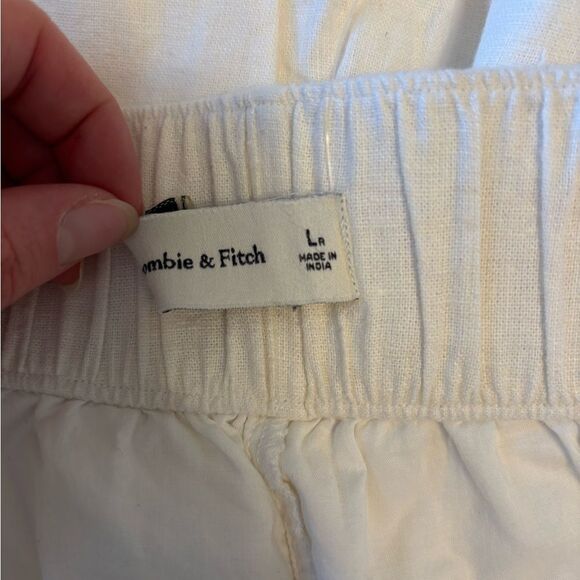 ombie & Fitch
LR
MADE IN
INDIA